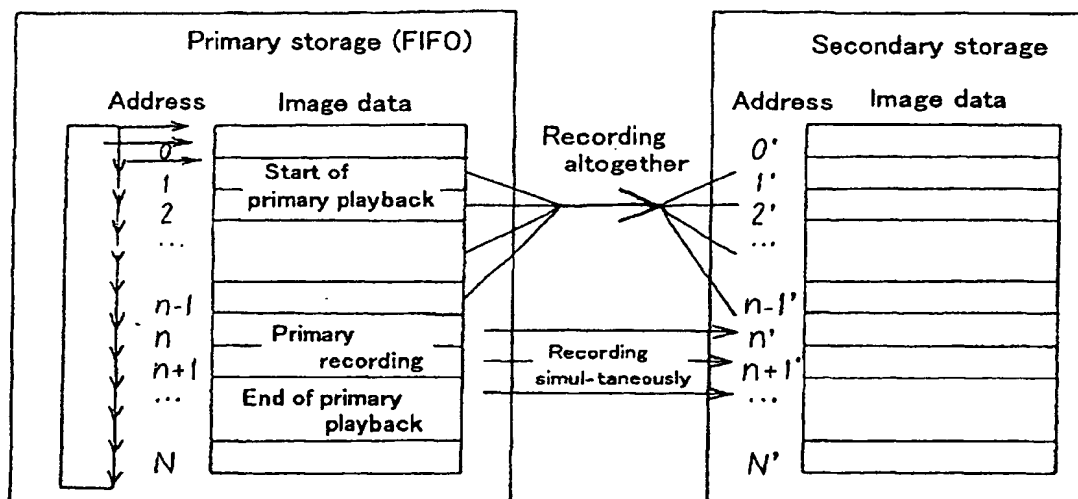 Primary storage (FIFO)
Address
Image data
0
1
2
...
n-1
n
n+1
...
N
Start of
primary playback
Primary
recording
End of primary
playback
Recording
altogether
Recording
simul-taneously
Secondary storage
Address
Image data
0'
1'
2'
...
n-1'
n'
n+1'
...
N'